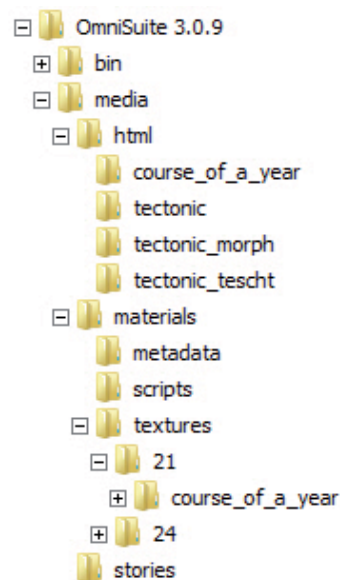 OmniSuite 3.0.9
bin
media
html
course_of_a_year
tectonic
tectonic_morph
tectonic_tescht
materials
metadata
scripts
textures
21
course_of_a_year
24
stories